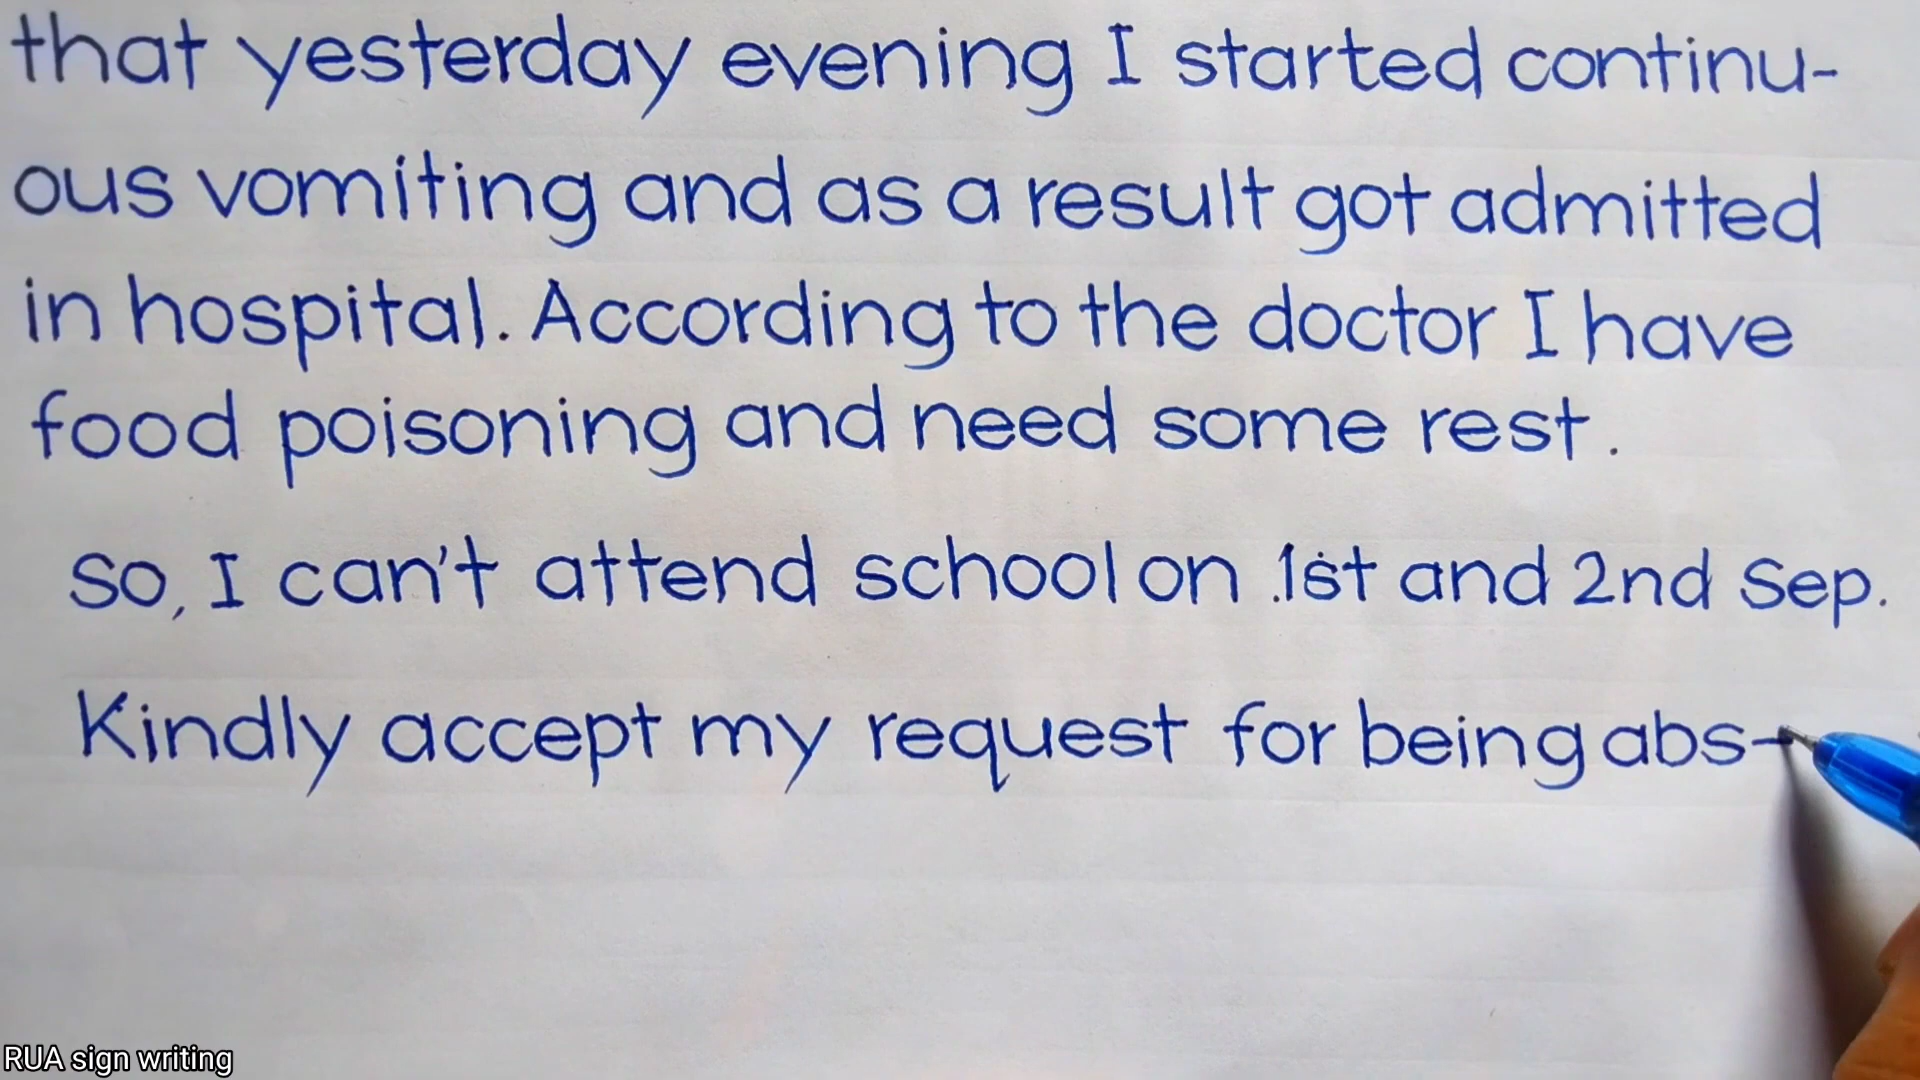 that yesterday evening I started continu-
ous vomiting and as a result got admitted
in hospital. According to the doctor I have
food poisoning and need some rest.
So, I can't attend school on 1st and 2nd Sep.
Kindly accept my request for being abs-
RUA sign writing